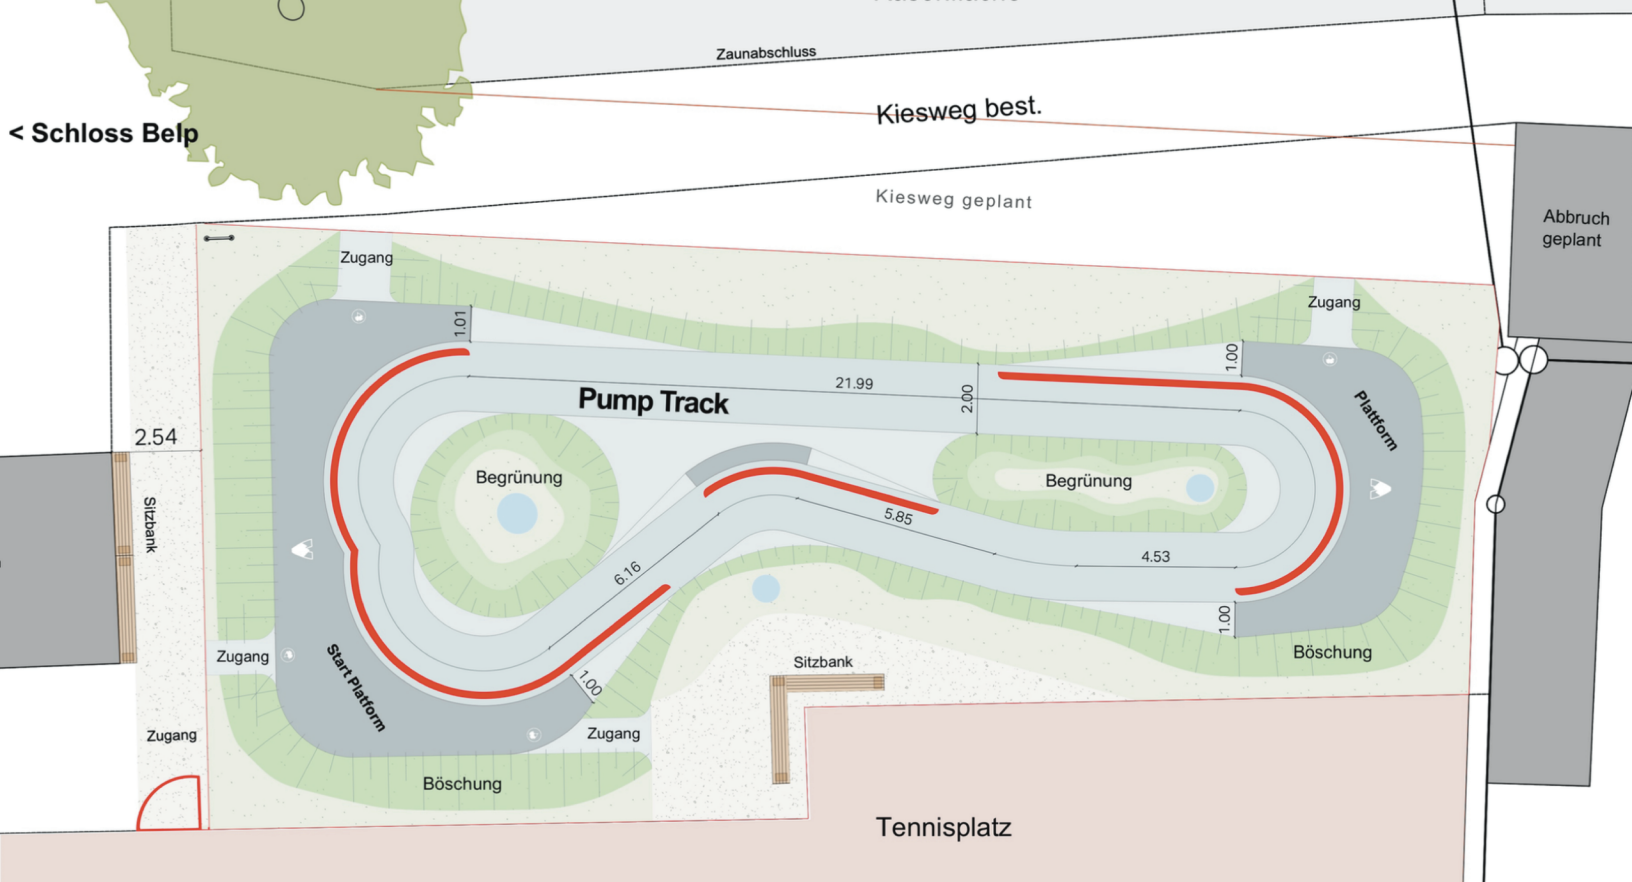 Zaunabschluss
Kiesweg best.
< Schloss Belp
Kiesweg geplant
Abbruch
geplant
Zugang
Zugang
1.01
1.00
21.99
2.00
Pump Track
Plattform
2.54
Begrünung
Begrünung
Sitzbank
5.85
4.53
6.16
1.00
Zugang
Start Platform
Sitzbank
Böschung
1.00
Zugang
Zugang
Böschung
Tennisplatz